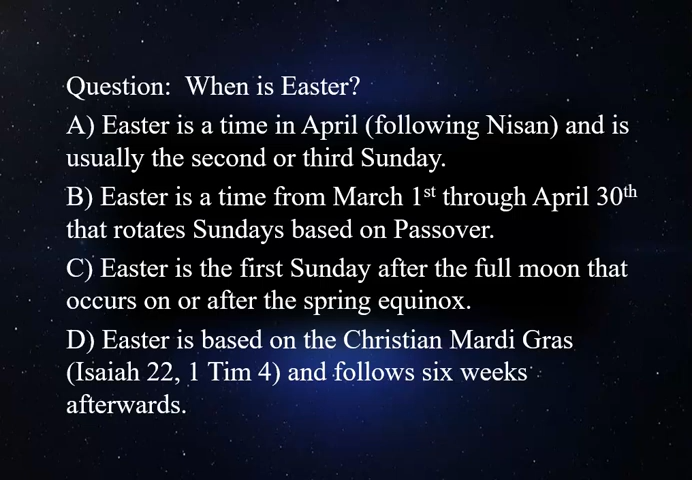 Question:  When is Easter?
A) Easter is a time in April (following Nisan) and is
usually the second or third Sunday.
B) Easter is a time from March 1st through April 30th
that rotates Sundays based on Passover.
C) Easter is the first Sunday after the full moon that
occurs on or after the spring equinox.
D) Easter is based on the Christian Mardi Gras
(Isaiah 22, 1 Tim 4) and follows six weeks
afterwards.